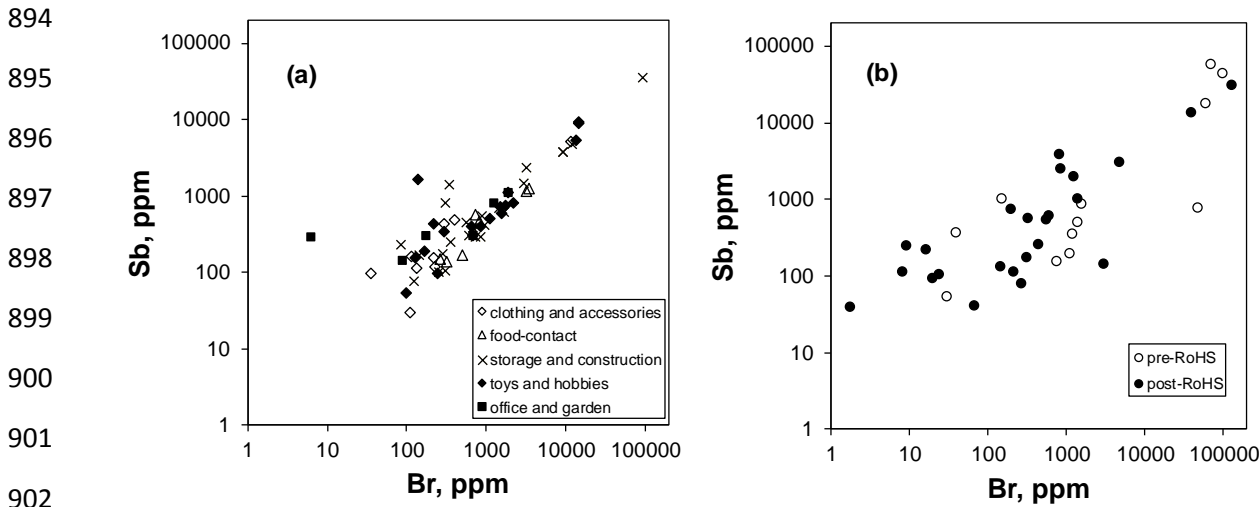 894
895
896
897
898
899
900
901
902
(a)
Sb, ppm
100000
10000
1000
100
10
1
1 10 100 1000 10000 100000
Br, ppm
clothing and accessories
food-contact
storage and construction
toys and hobbies
office and garden
(b)
Sb, ppm
100000
10000
1000
100
10
1
1 10 100 1000 10000 100000
Br, ppm
pre-RoHS
post-RoHS